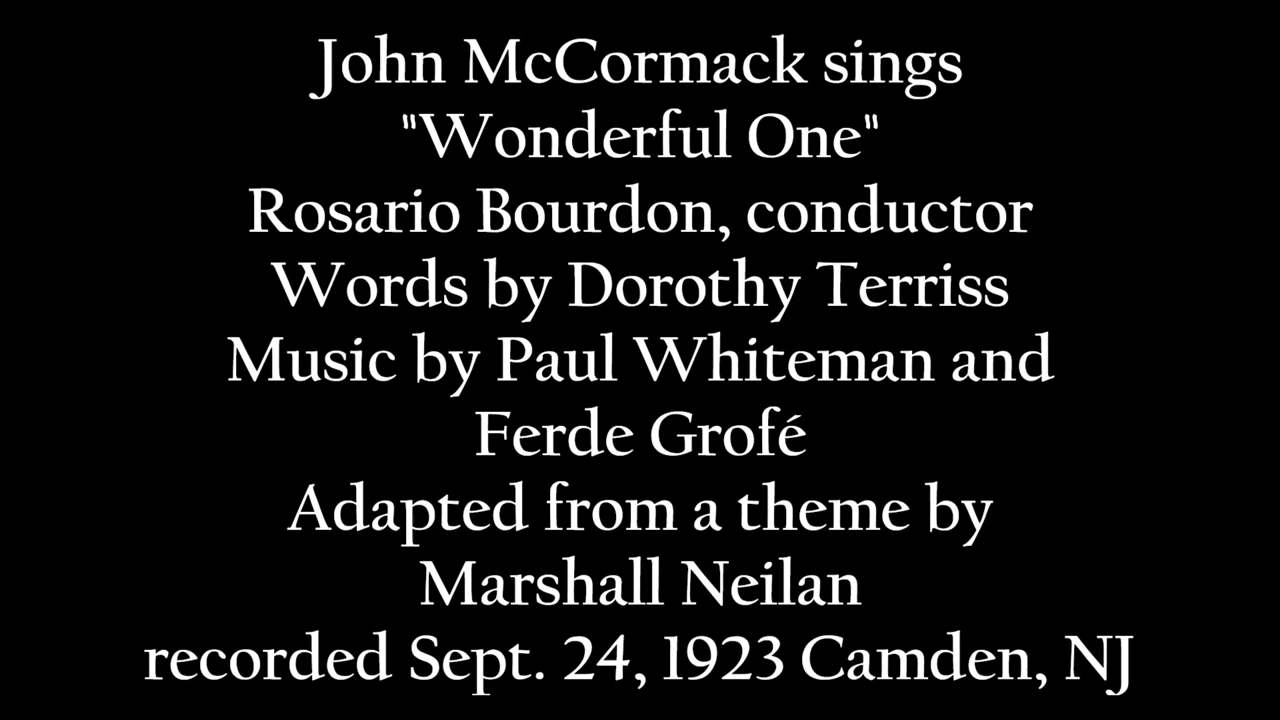 John McCormack sings
"Wonderful One"
Rosario Bourdon, conductor
Words by Dorothy Terriss
Music by Paul Whiteman and
Ferde Grofé
Adapted from a theme by
Marshall Neilan
recorded Sept. 24, 1923 Camden, NJ